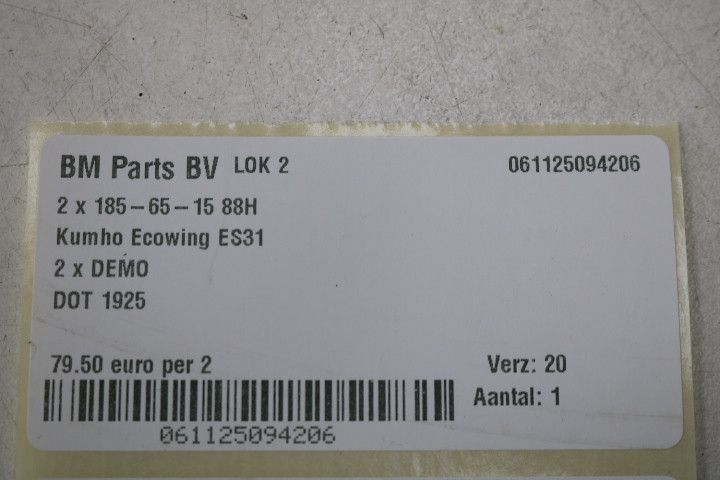 BM Parts BV LOK 2 061125094206
2 x 185-65-15 88H
Kumho Ecowing ES31
2 x DEMO
DOT 1925
79.50 euro per 2 Verz: 20
Aantal: 1
061125094206